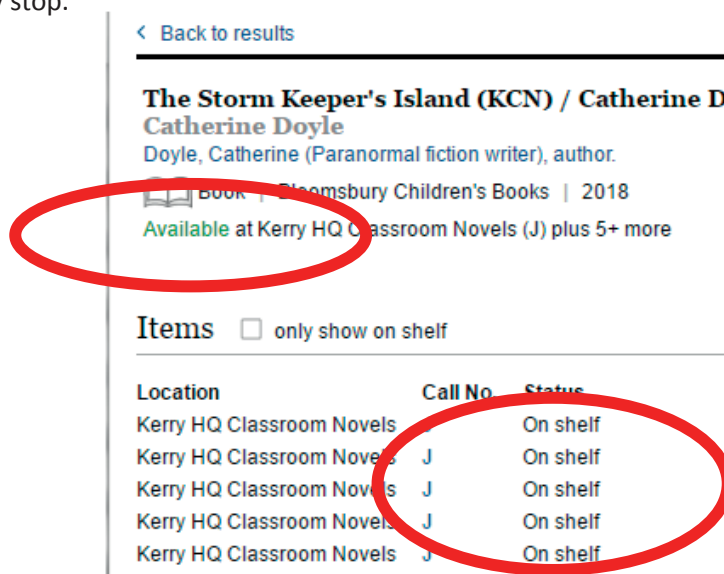 stop.
Back to results
The Storm Keeper's Island (KCN) / Catherine D
Catherine Doyle
Doyle, Catherine (Paranormal fiction writer), author.
Book | Bloomsbury Children's Books | 2018
Available at Kerry HQ Classroom Novels (J) plus 5+ more
Items only show on shelf
Location Call No. Status
Kerry HQ Classroom Novels J On shelf
Kerry HQ Classroom Novels J On shelf
Kerry HQ Classroom Novels J On shelf
Kerry HQ Classroom Novels J On shelf
Kerry HQ Classroom Novels J On shelf